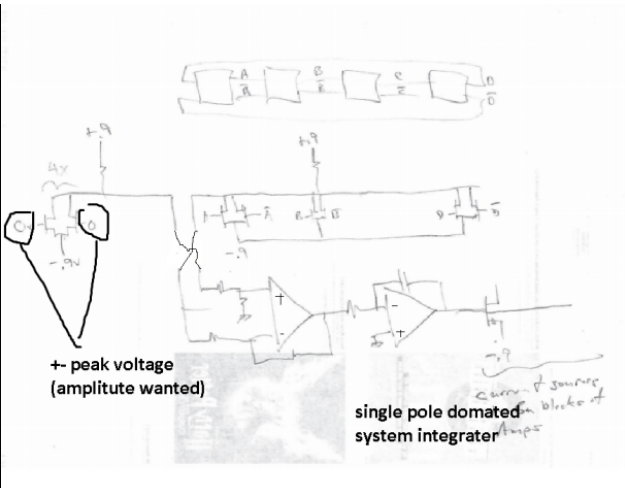 A B C D
A̅ B̅ C̅ D̅
+.9 +.9
4x
A A̅ B B̅ D D̅
O O
-.9v -.9
+
-
-
+
-.9
+- peak voltage
(amplitute wanted)
current sources
for blocks of
Amps
single pole domated
system integrater